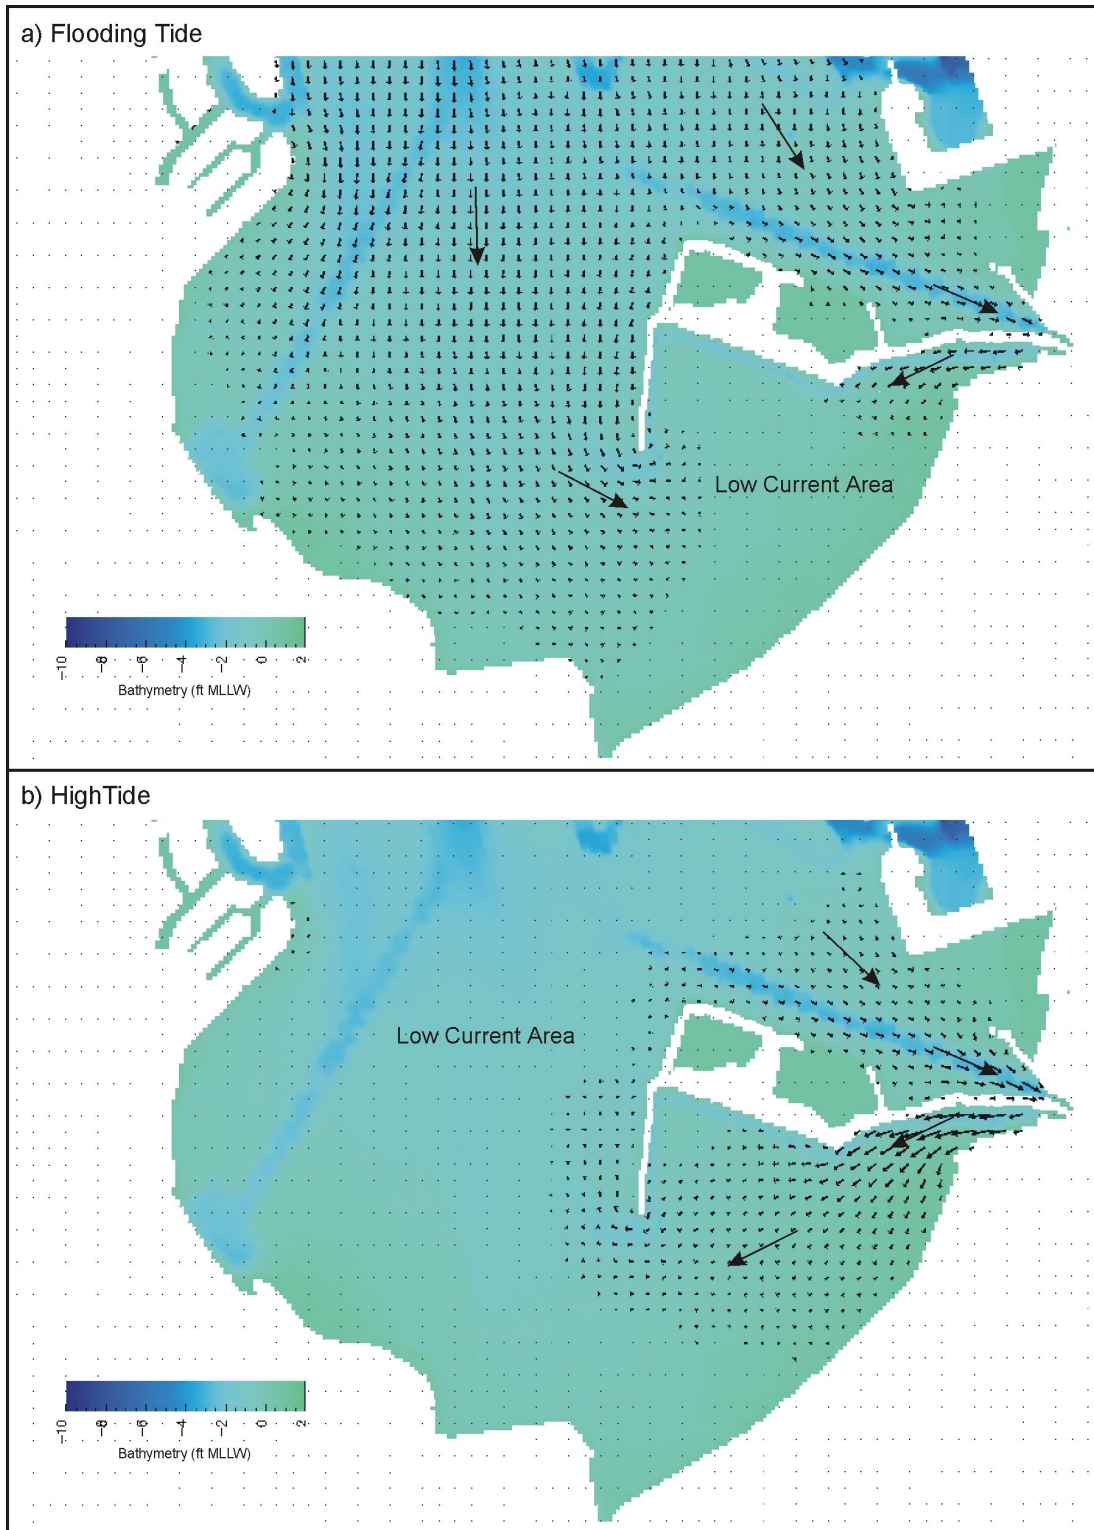 a) Flooding Tide
Low Current Area
-10 -8 -6 -4 -2 0 2
Bathymetry (ft MLLW)
b) HighTide
Low Current Area
-10 -8 -6 -4 -2 0 2
Bathymetry (ft MLLW)